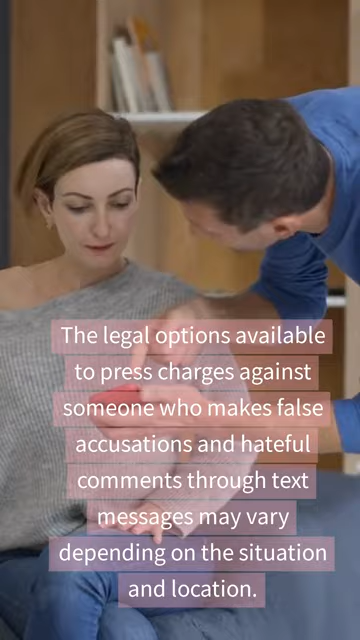 The legal options available
to press charges against
someone who makes false
accusations and hateful
comments through text
messages may vary
depending on the situation
and location.